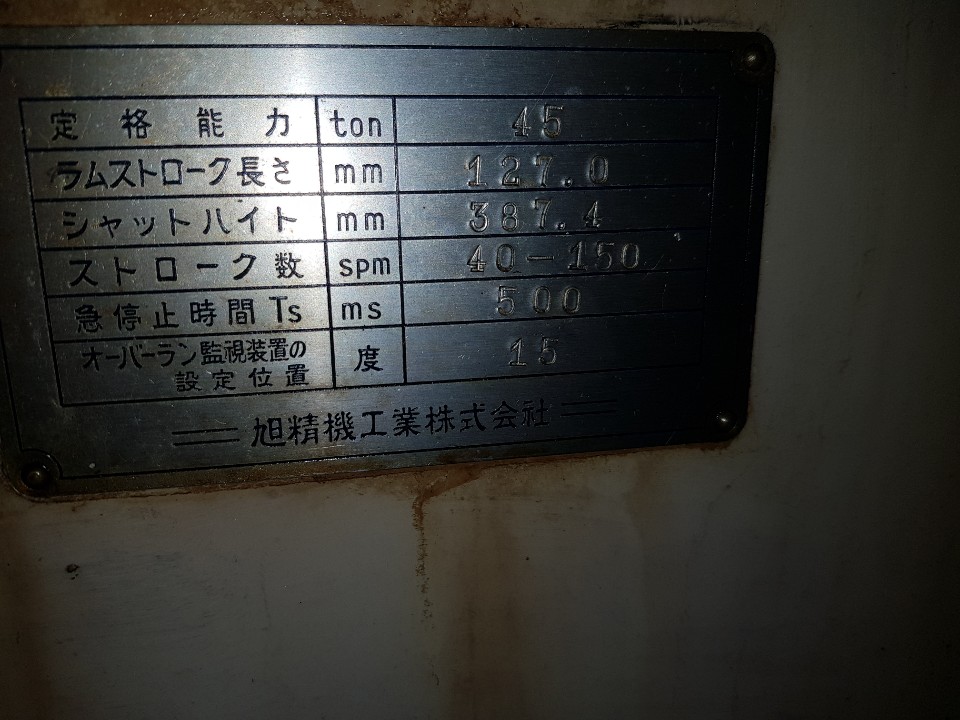 定格能力 ton 45
ラムストローク長さ mm 127.0
シャットハイト mm 387.4
ストローク数 spm 40-150
急停止時間Ts ms 500
オーバーラン監視装置の
設定位置 度 15
旭精機工業株式会社